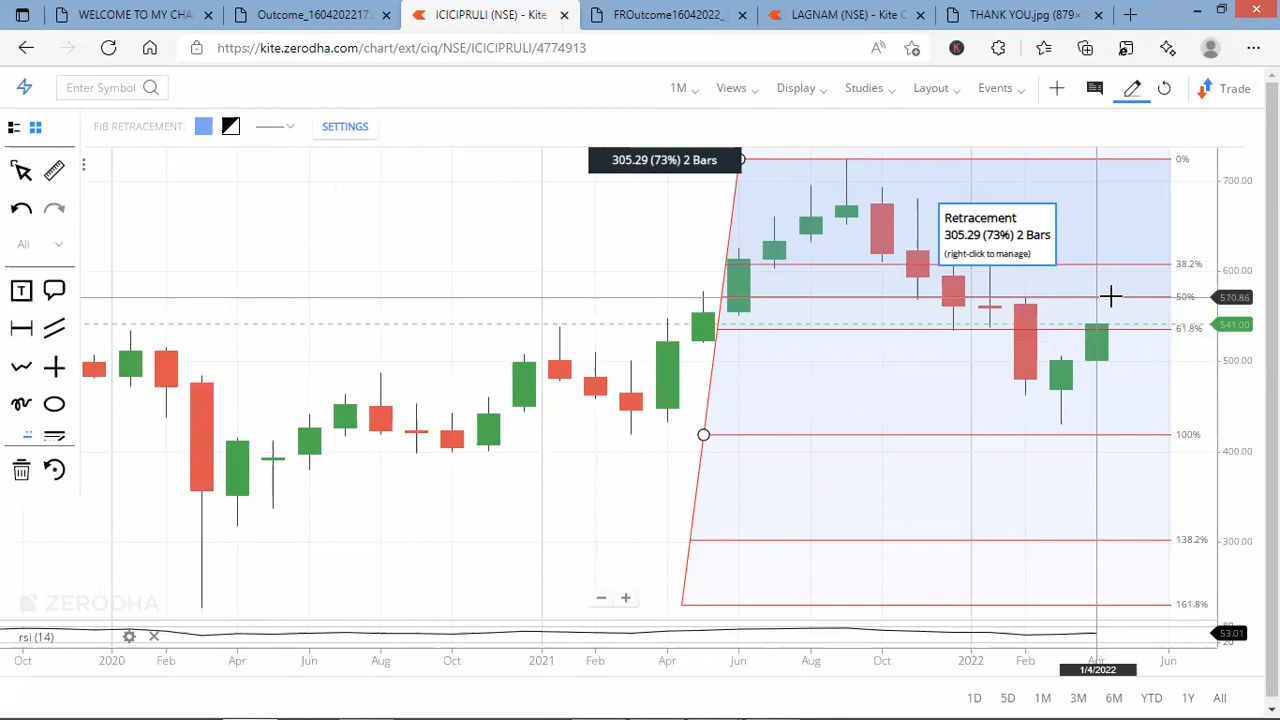 WELCOME TO MY CHA
Outcome_1604202217
ICICIPRULI (NSE) - Kite
FROutcome16042022_
LAGNAM (NSE) - Kite C
THANK YOU.jpg (879×
https://kite.zerodha.com/chart/ext/ciq/NSE/ICICIPRULI/4774913
Enter Symbol
1M
Views
Display
Studies
Layout
Events
Trade
FIB RETRACEMENT:
SETTINGS
All
305.29 (73%) 2 Bars
Retracement
305.29 (73%) 2 Bars
(right-click to manage)
0%
38.2%
50%
61.8%
100%
138.2%
161.8%
700.00
600.00
570.86
541.00
500.00
400.00
300.00
ZERODHA
rsi (14)
80
53.01
20
Oct
2020
Feb
Apr
Jun
Aug
Oct
2021
Feb
Apr
Jun
Aug
Oct
2022
Feb
Apr
Jun
1/4/2022
1D
5D
1M
3M
6M
YTD
1Y
All